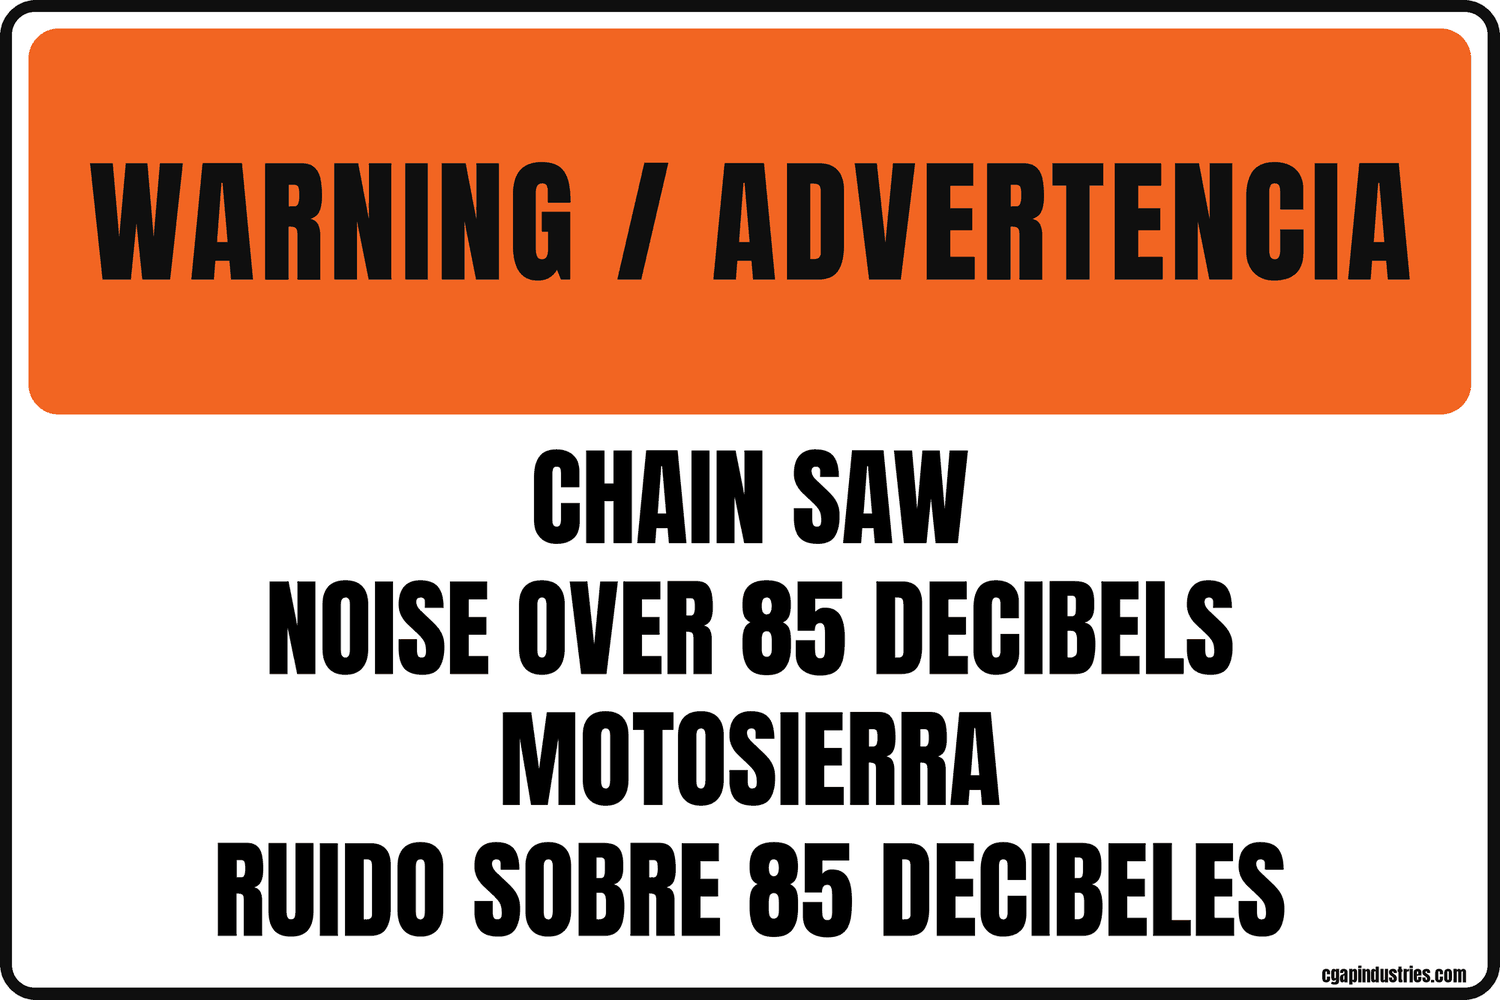 WARNING / ADVERTENCIA
CHAIN SAW
NOISE OVER 85 DECIBELS
MOTOSIERRA
RUIDO SOBRE 85 DECIBELES
cgapindustries.com